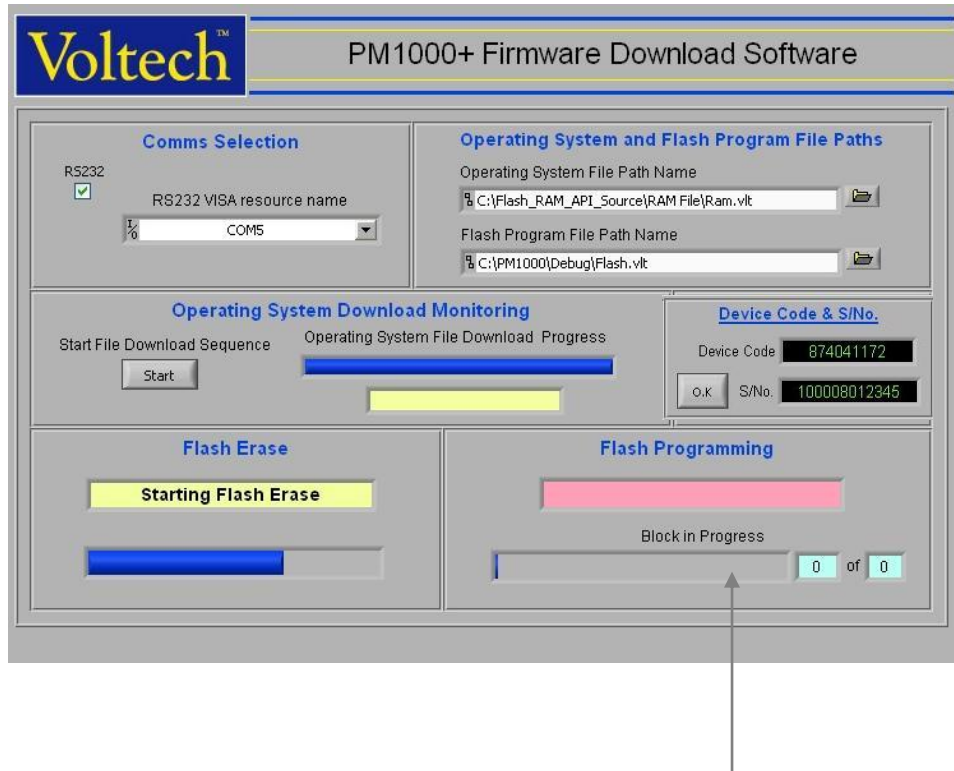 Voltech™
PM1000+ Firmware Download Software
Comms Selection
RS232
RS232 VISA resource name
COM5
Operating System and Flash Program File Paths
Operating System File Path Name
C:\Flash_RAM_API_Source\RAM File\Ram.vlt
Flash Program File Path Name
C:\PM1000\Debug\Flash.vlt
Operating System Download Monitoring
Start File Download Sequence
Start
Operating System File Download Progress
Device Code & S/No.
Device Code 874041172
O.K S/No. 100008012345
Flash Erase
Starting Flash Erase
Flash Programming
Block in Progress
0 of 0